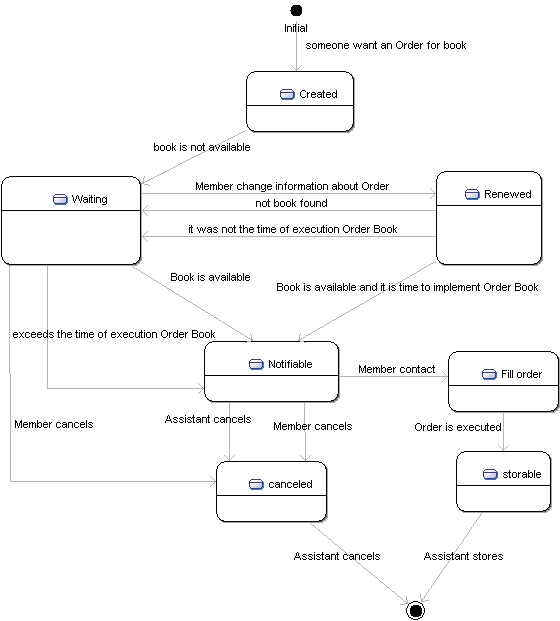 Initial
someone want an Order for book
Created
book is not available
Waiting
Member change information about Order
Renewed
not book found
it was not the time of execution Order Book
Book is available
Book is available and it is time to implement Order Book
exceeds the time of execution Order Book
Notifiable
Member contact
Fill order
Member cancels
Assistant cancels
Member cancels
Order is executed
canceled
storable
Assistant cancels
Assistant stores